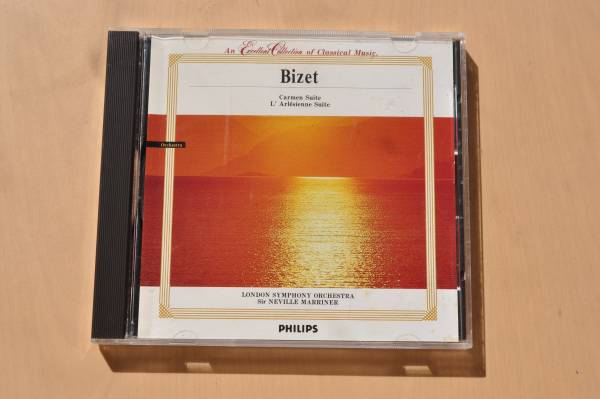 An Excellent Collection of Classical Music.
Bizet
Carmen Suite
L' Arlésienne Suite
Orchestra
LONDON SYMPHONY ORCHESTRA
Sir NEVILLE MARRINER
PHILIPS